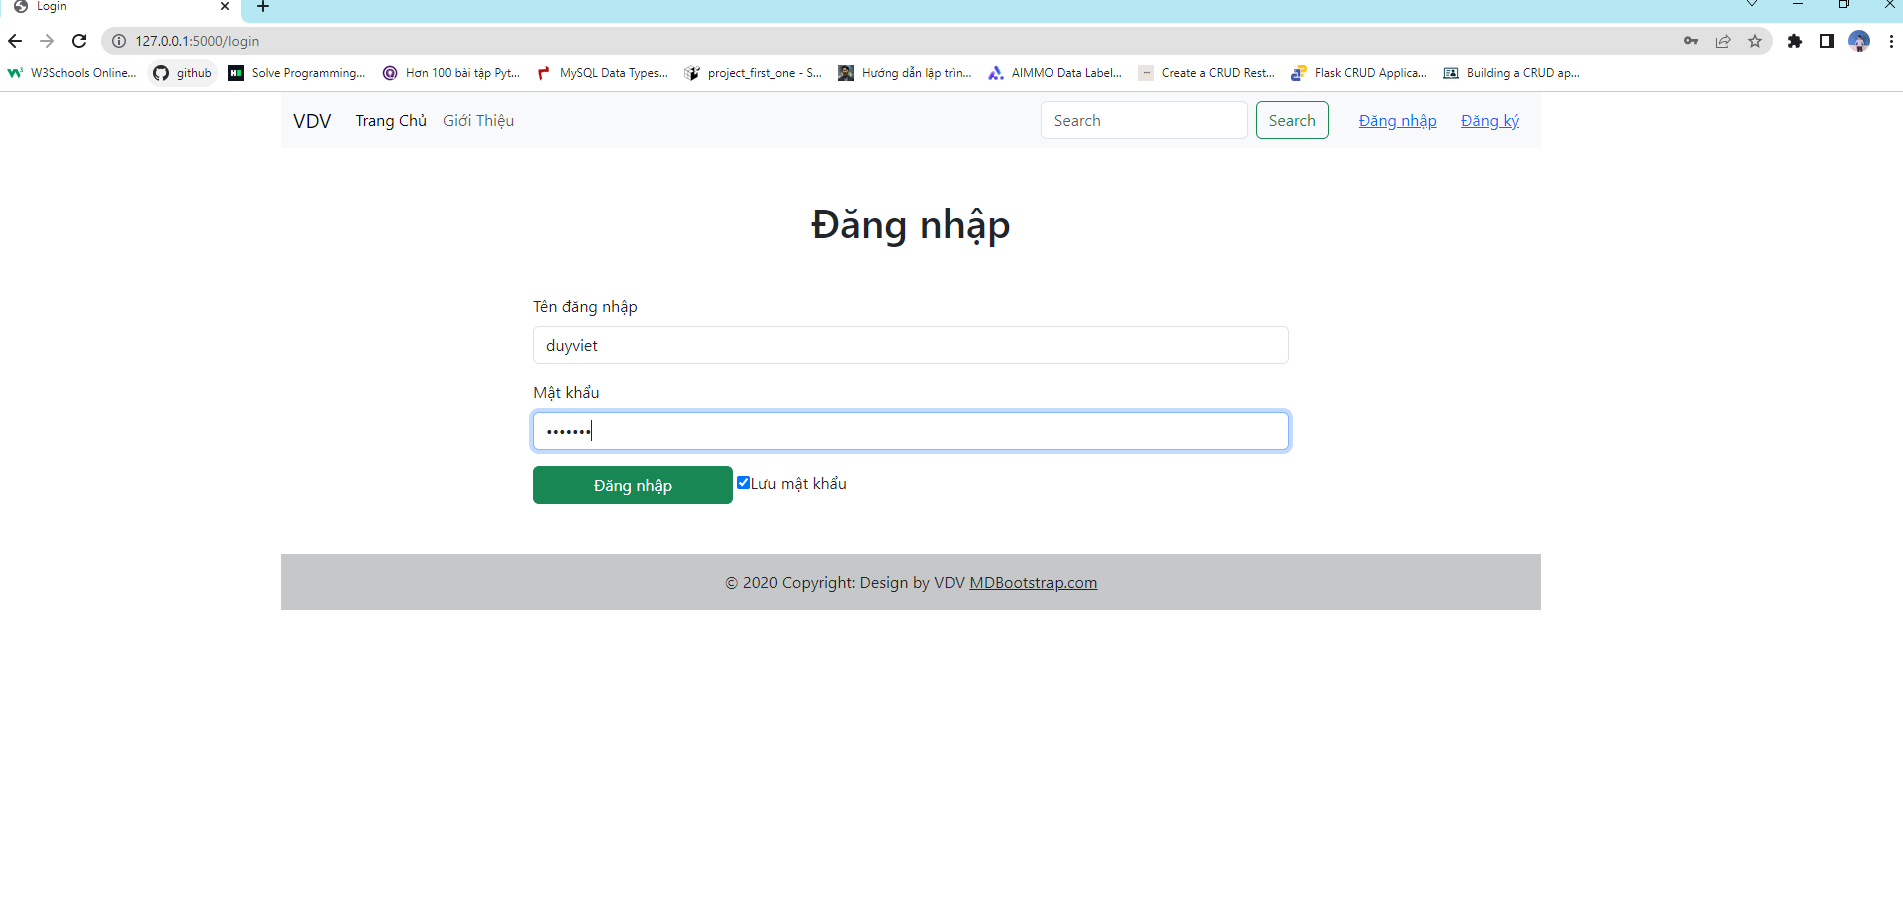 Login
127.0.0.1:5000/login
W3Schools Online... github Solve Programming... Hơn 100 bài tập Pyt... MySQL Data Types... project_first_one - S... Hướng dẫn lập trìn... AIMMO Data Label... Create a CRUD Rest... Flask CRUD Applica... Building a CRUD ap...
VDV Trang Chủ Giới Thiệu Search Search Đăng nhập Đăng ký
Đăng nhập
Tên đăng nhập
duyviet
Mật khẩu
•••••••
Đăng nhập Lưu mật khẩu
© 2020 Copyright: Design by VDV MDBootstrap.com